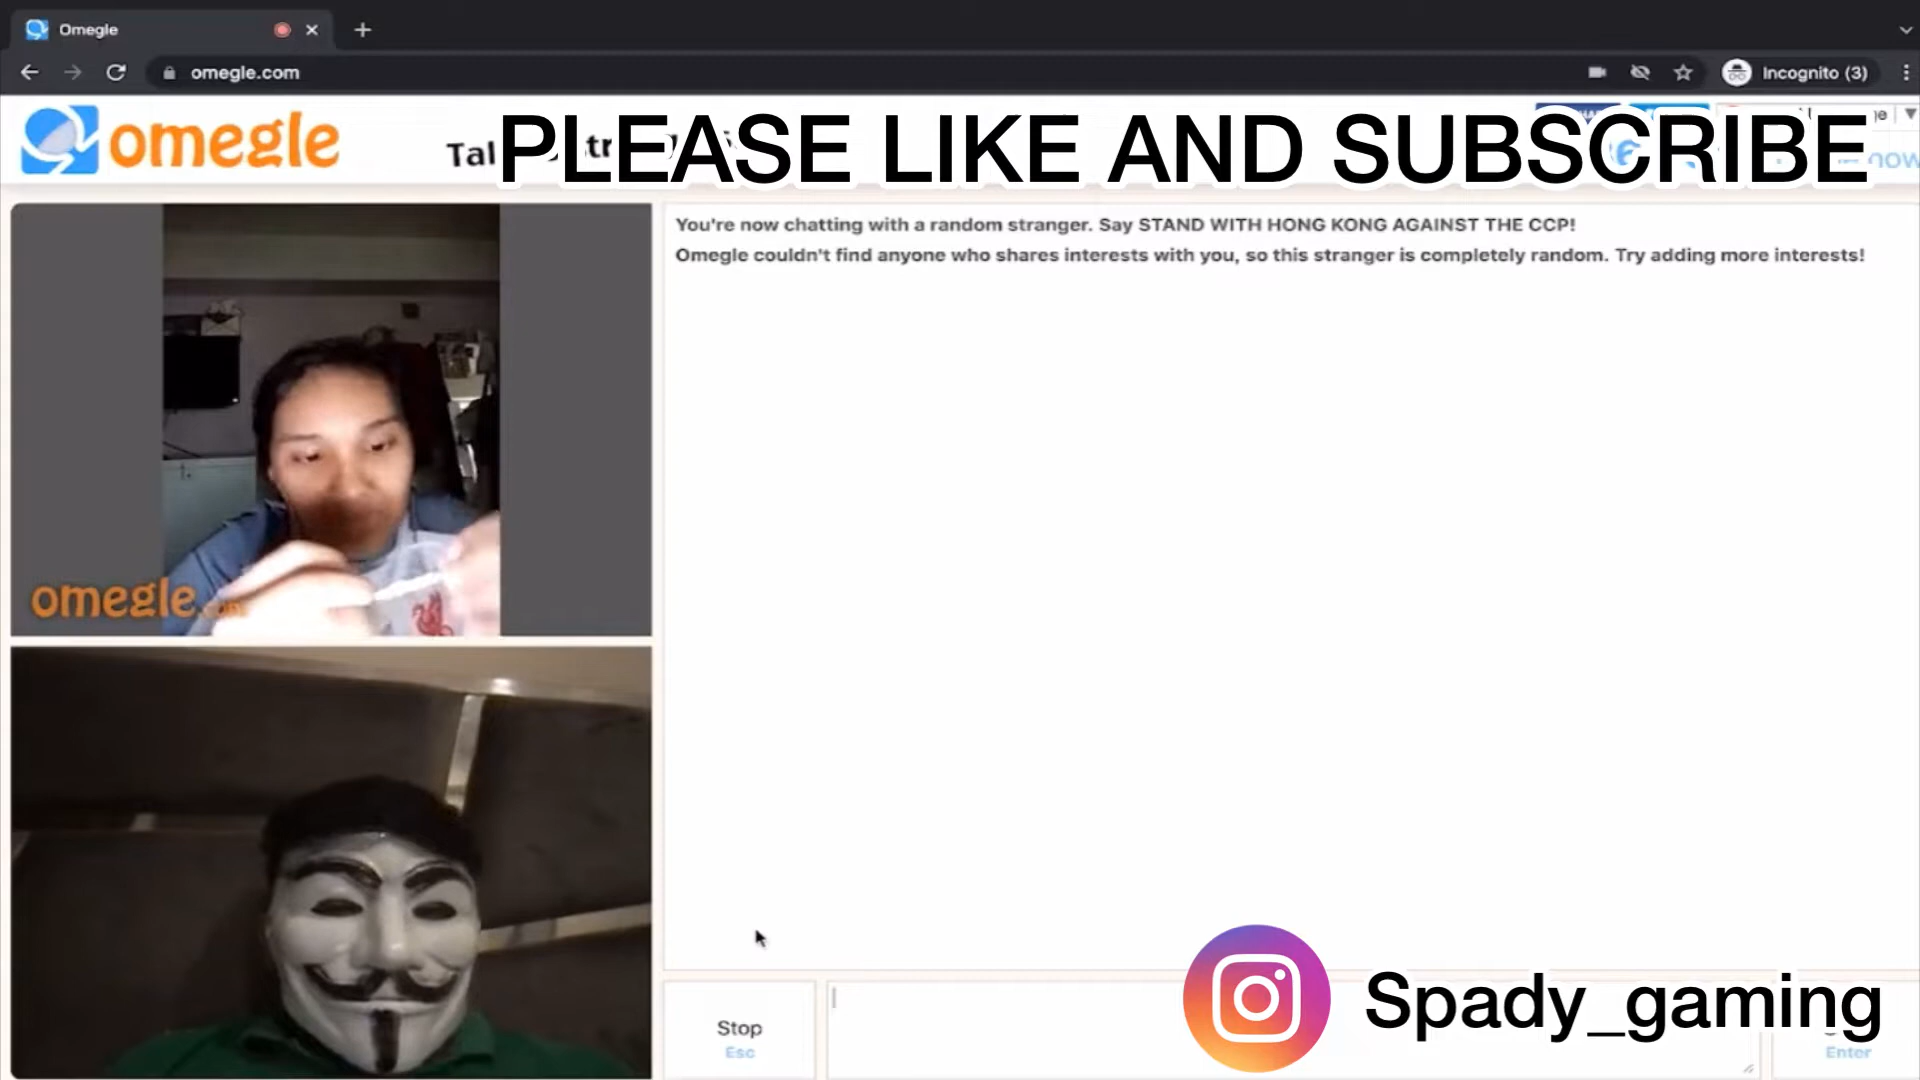 Omegle
omegle.com
Incognito (3)
omegle
PLEASE LIKE AND SUBSCRIBE
You're now chatting with a random stranger. Say STAND WITH HONG KONG AGAINST THE CCP!
Omegle couldn't find anyone who shares interests with you, so this stranger is completely random. Try adding more interests!
omegle
Stop
Esc
Spady_gaming
Enter